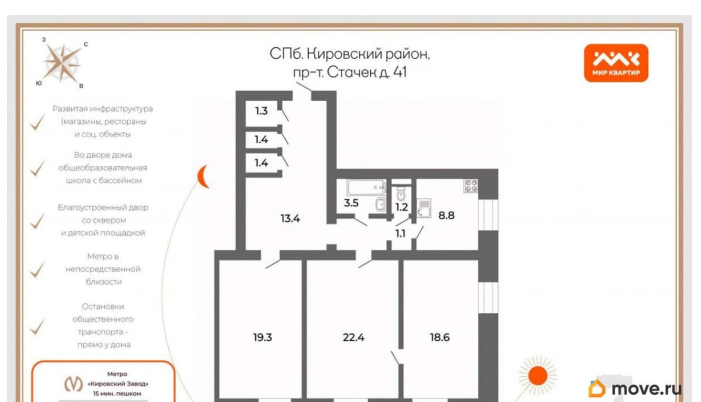 З
С
Ю
В
СПб. Кировский район,
пр-т. Стачек д. 41
МИР КВАРТИР
Развитая инфраструктура
(магазины, рестораны
и соц. объекты
Во дворе дома
общеобразовательная
школа с бассейном
Благоустроенный двор
со сквером
и детской площадкой
Метро в
непосредственной
близости
Остановки
общественного
транспорта -
прямо у дома
Метро
«Кировский Завод»
15 мин. пешком
1.3
1.4
1.4
13.4
3.5
1.2
1.1
8.8
19.3
22.4
18.6
move.ru